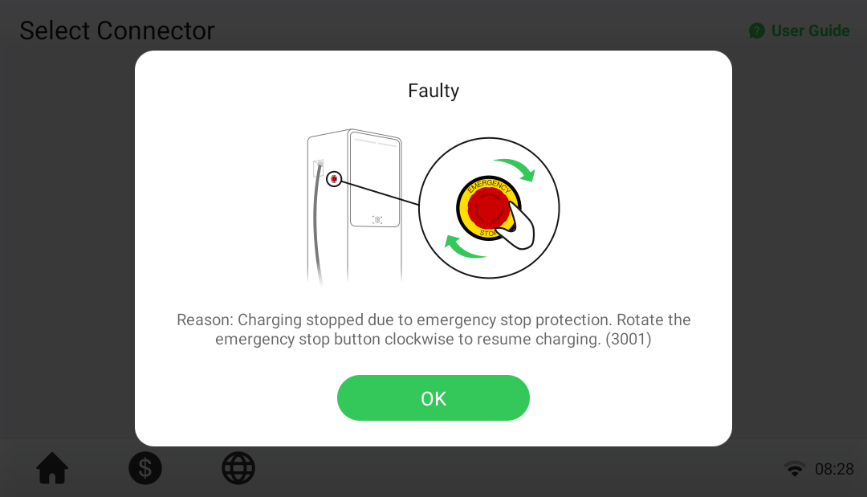 Select Connector
User Guide
Faulty
EMERGENCY
STOP
Reason: Charging stopped due to emergency stop protection. Rotate the
emergency stop button clockwise to resume charging. (3001)
OK
08:28